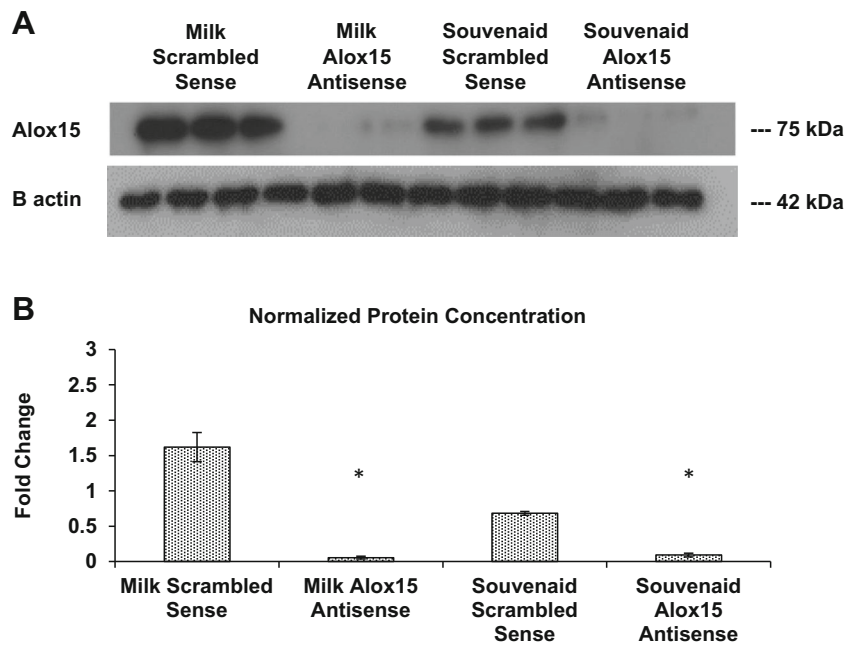 A
Milk Scrambled Sense
Milk Alox15 Antisense
Souvenaid Scrambled Sense
Souvenaid Alox15 Antisense
Alox15
--- 75 kDa
B actin
--- 42 kDa
B
Normalized Protein Concentration
Fold Change
3
2.5
2
1.5
1
0.5
0
*
*
Milk Scrambled Sense
Milk Alox15 Antisense
Souvenaid Scrambled Sense
Souvenaid Alox15 Antisense